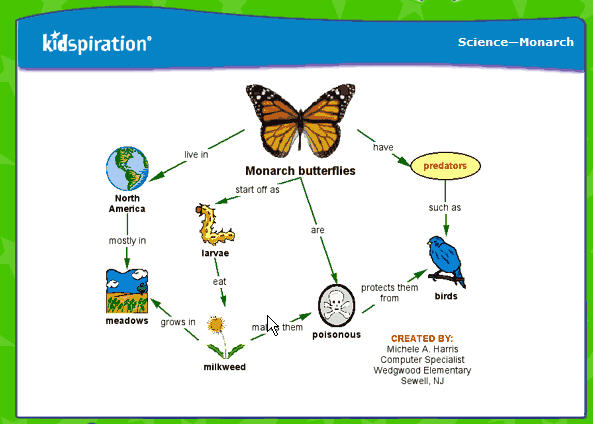 kidspiration®
Science—Monarch
Monarch butterflies
live in
have
predators
North
America
start off as
such as
larvae
are
mostly in
eat
protects them
from
birds
meadows
grows in
them
poisonous
milkweed
CREATED BY:
Michele A. Harris
Computer Specialist
Wedgwood Elementary
Sewell, NJ